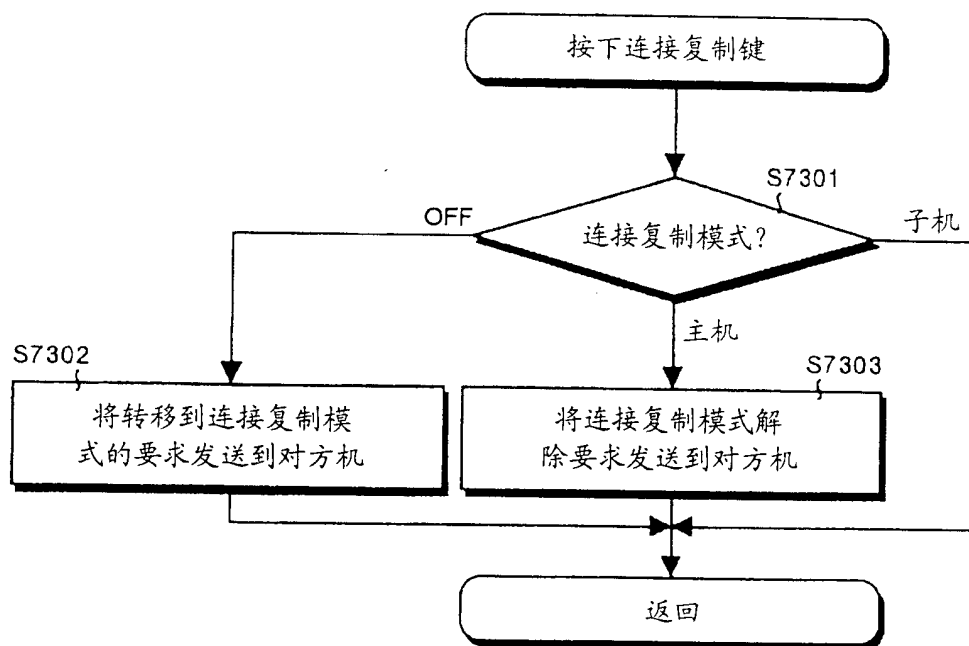 按下连接复制键
S7301
OFF
连接复制模式?
子机
主机
S7302
S7303
将转移到连接复制模
式的要求发送到对方机
将连接复制模式解
除要求发送到对方机
返回